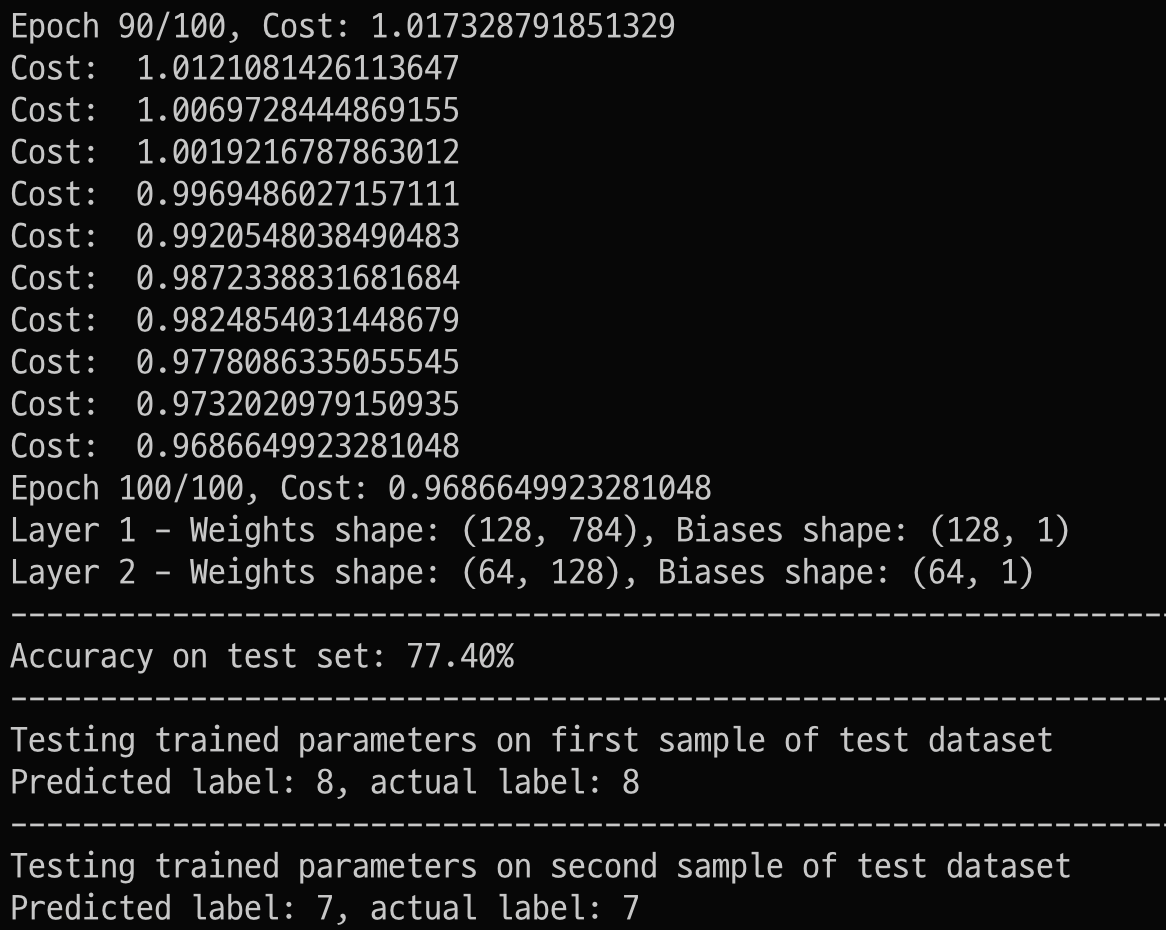 Epoch 90/100, Cost: 1.017328791851329
Cost:  1.0121081426113647
Cost:  1.0069728444869155
Cost:  1.0019216787863012
Cost:  0.9969486027157111
Cost:  0.9920548038490483
Cost:  0.9872338831681684
Cost:  0.9824854031448679
Cost:  0.9778086335055545
Cost:  0.9732020979150935
Cost:  0.9686649923281048
Epoch 100/100, Cost: 0.9686649923281048
Layer 1 – Weights shape: (128, 784), Biases shape: (128, 1)
Layer 2 – Weights shape: (64, 128), Biases shape: (64, 1)
----------------------------------------------------------------
Accuracy on test set: 77.40%
----------------------------------------------------------------
Testing trained parameters on first sample of test dataset
Predicted label: 8, actual label: 8
----------------------------------------------------------------
Testing trained parameters on second sample of test dataset
Predicted label: 7, actual label: 7